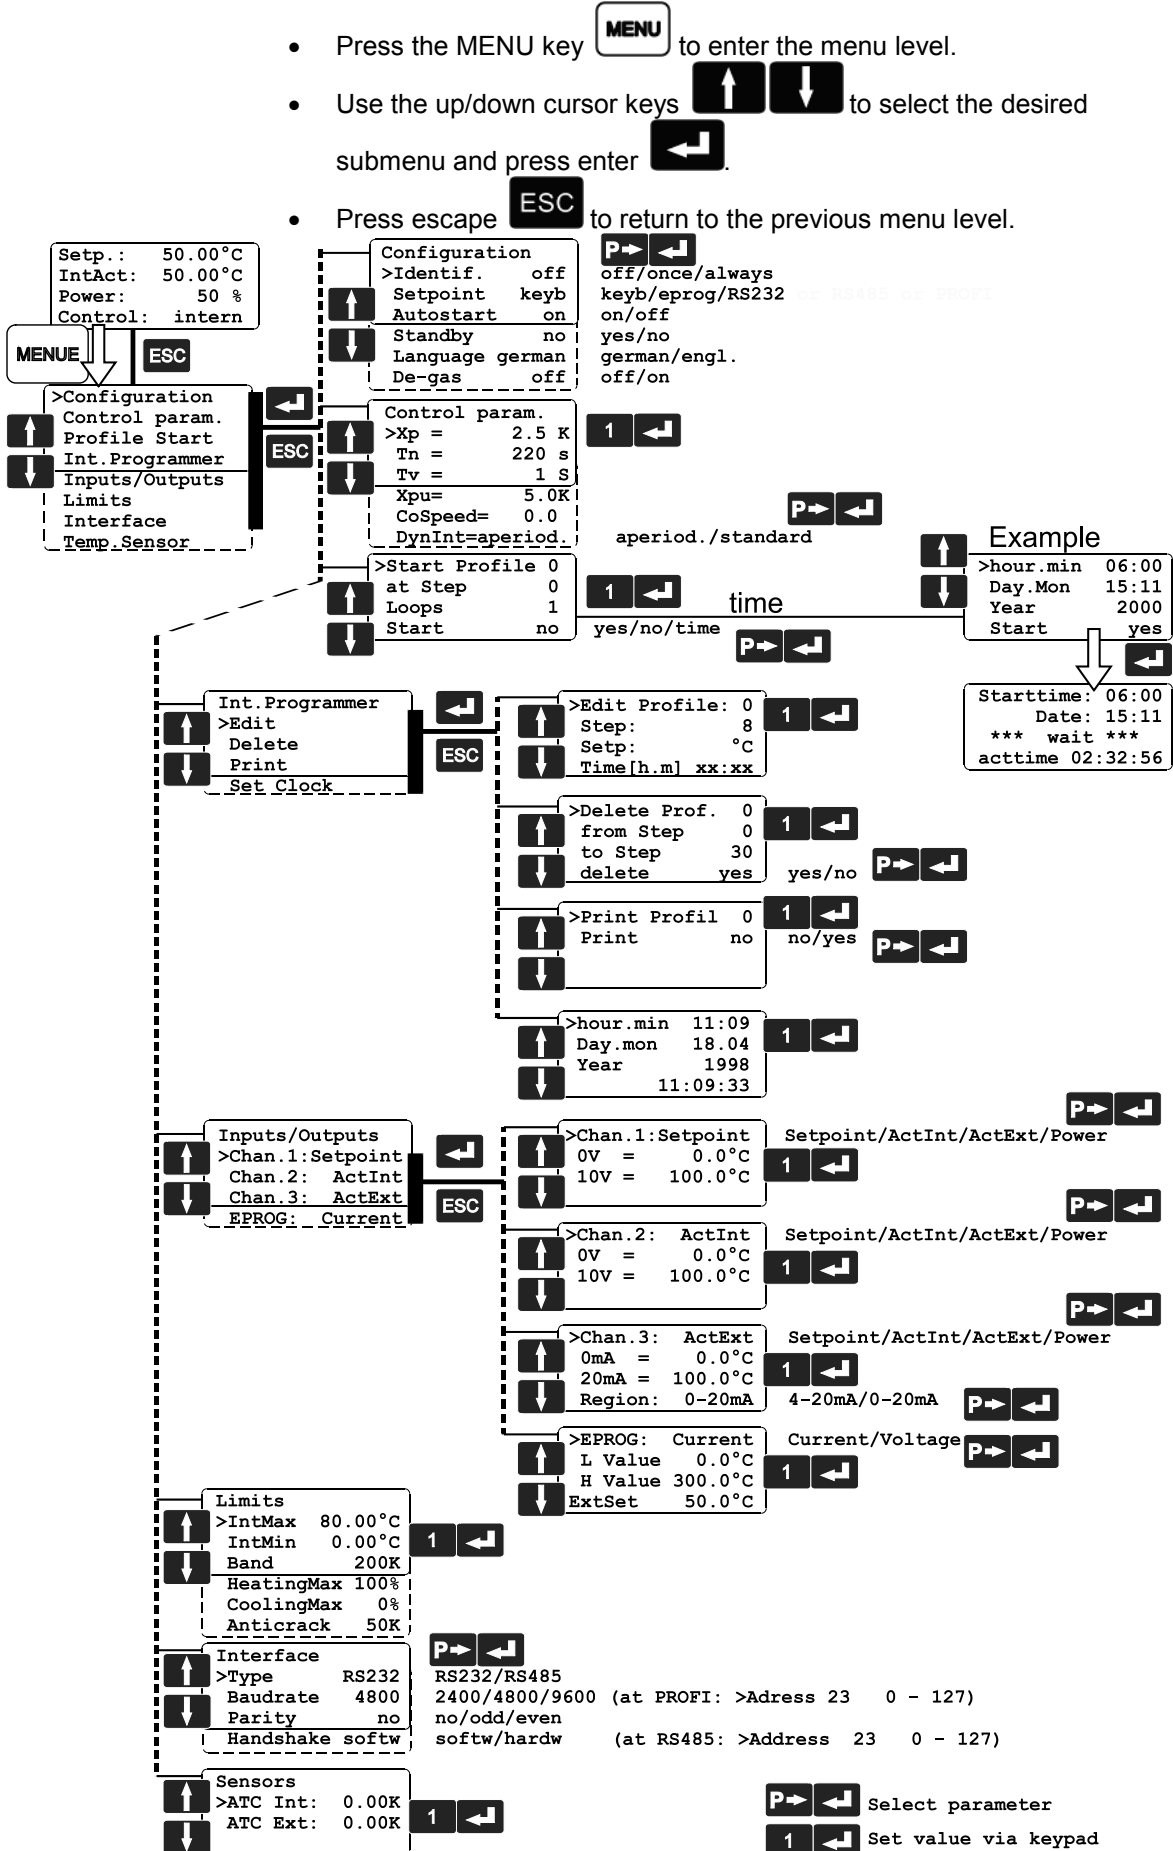 • Press the MENU key MENU to enter the menu level.
• Use the up/down cursor keys to select the desired
submenu and press enter .
• Press escape ESC to return to the previous menu level.
Setp.: 50.00°C
IntAct: 50.00°C
Power: 50 %
Control: intern
MENUE
ESC
>Configuration
Control param.
Profile Start
Int.Programmer
Inputs/Outputs
Limits
Interface
Temp.Sensor
ESC
Configuration
>Identif. off
Setpoint keyb
Autostart on
Standby no
Language german
De-gas off
P
off/once/always
keyb/eprog/RS232 or RS485 or PROFI
on/off
yes/no
german/engl.
off/on
Control param.
>Xp = 2.5 K
Tn = 220 s
Tv = 1 S
Xpu= 5.0K
CoSpeed= 0.0
DynInt=aperiod.
1
P
aperiod./standard
>Start Profile 0
at Step 0
Loops 1
Start no
1
yes/no/time
time
P
Example
>hour.min 06:00
Day.Mon 15:11
Year 2000
Start yes
Starttime: 06:00
Date: 15:11
*** wait ***
acttime 02:32:56
Int.Programmer
>Edit
Delete
Print
Set Clock
ESC
>Edit Profile: 0
Step: 8
Setp: °C
Time[h.m] xx:xx
1
>Delete Prof. 0
from Step 0
to Step 30
delete yes
1
yes/no
P
>Print Profil 0
Print no
1
no/yes
P
>hour.min 11:09
Day.mon 18.04
Year 1998
11:09:33
1
Inputs/Outputs
>Chan.1:Setpoint
Chan.2: ActInt
Chan.3: ActExt
EPROG: Current
ESC
P
>Chan.1:Setpoint
0V = 0.0°C
10V = 100.0°C
Setpoint/ActInt/ActExt/Power
1
P
>Chan.2: ActInt
0V = 0.0°C
10V = 100.0°C
Setpoint/ActInt/ActExt/Power
1
P
>Chan.3: ActExt
0mA = 0.0°C
20mA = 100.0°C
Region: 0-20mA
Setpoint/ActInt/ActExt/Power
1
4-20mA/0-20mA
P
>EPROG: Current
L Value 0.0°C
H Value 300.0°C
ExtSet 50.0°C
Current/Voltage
P
1
Limits
>IntMax 80.00°C
IntMin 0.00°C
Band 200K
HeatingMax 100%
CoolingMax 0%
Anticrack 50K
1
Interface
>Type RS232
Baudrate 4800
Parity no
Handshake softw
P
RS232/RS485
2400/4800/9600 (at PROFI: >Adress 23 0 - 127)
no/odd/even
softw/hardw (at RS485: >Address 23 0 - 127)
Sensors
>ATC Int: 0.00K
ATC Ext: 0.00K
1
P Select parameter
1 Set value via keypad